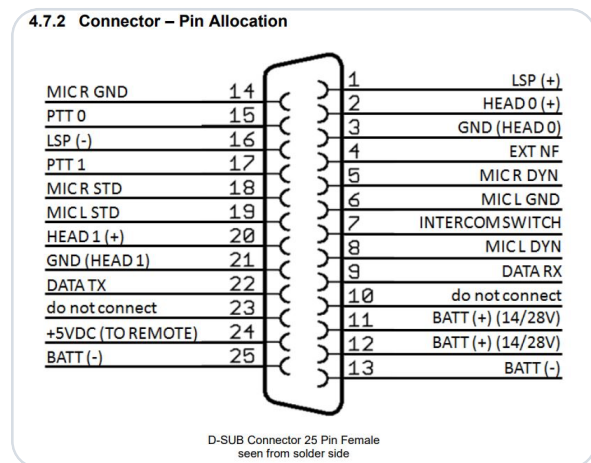 4.7.2 Connector – Pin Allocation
1 LSP (+)
MIC R GND 14
2 HEAD 0 (+)
PTT 0 15
3 GND (HEAD 0)
LSP (-) 16
4 EXT NF
PTT 1 17
5 MIC R DYN
MIC R STD 18
6 MIC L GND
MIC L STD 19
7 INTERCOM SWITCH
HEAD 1 (+) 20
8 MIC L DYN
GND (HEAD 1) 21
9 DATA RX
DATA TX 22
10 do not connect
do not connect 23
11 BATT (+) (14/28V)
+5VDC (TO REMOTE) 24
12 BATT (+) (14/28V)
BATT (-) 25
13 BATT (-)
D-SUB Connector 25 Pin Female
seen from solder side